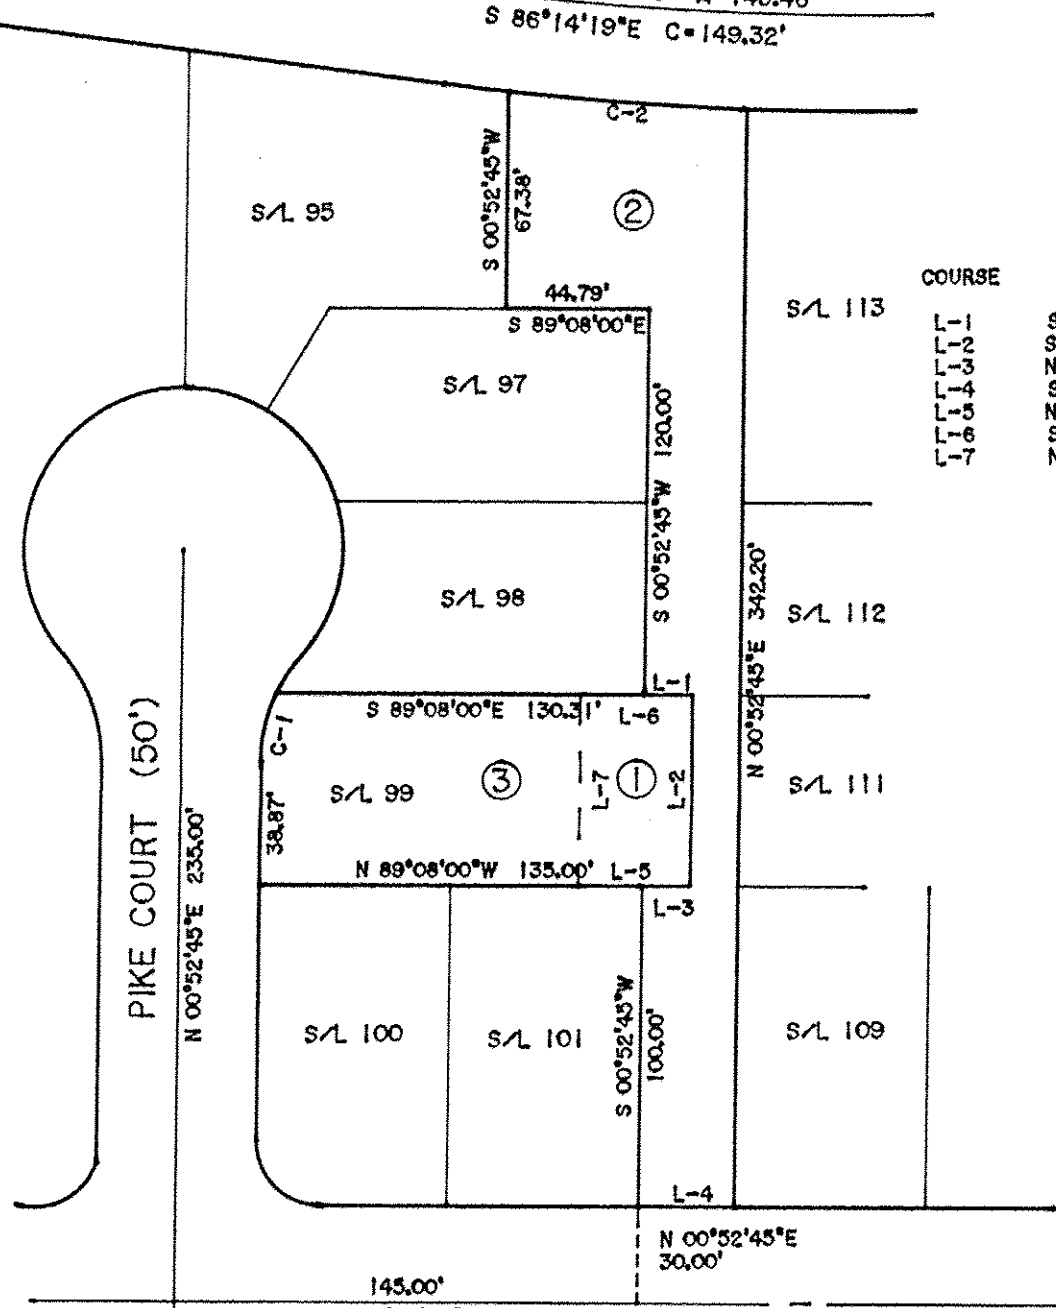 S 86°14'19"E C=149.32'
C-2
S 00°52'45"W
67.38'
S/L 95
2
44.79'
S 89°08'00"E
S/L 113
COURSE
L-1 S
L-2 S
L-3 N
L-4 S
L-5 N
L-6 S
L-7 N
S/L 97
S 00°52'45"W 120.00'
S/L 98
N 00°52'45"E 342.20'
S/L 112
L-1
S 89°08'00"E 130.31'
L-6
C-1
38.87'
S/L 99
3
L-7
1
L-2
S/L 111
N 89°08'00"W 135.00'
L-5
L-3
PIKE COURT (50')
N 00°52'45"E 235.00'
S/L 100
S/L 101
S 00°52'45"W
100.00'
S/L 109
L-4
N 00°52'45"E
30.00'
145.00'